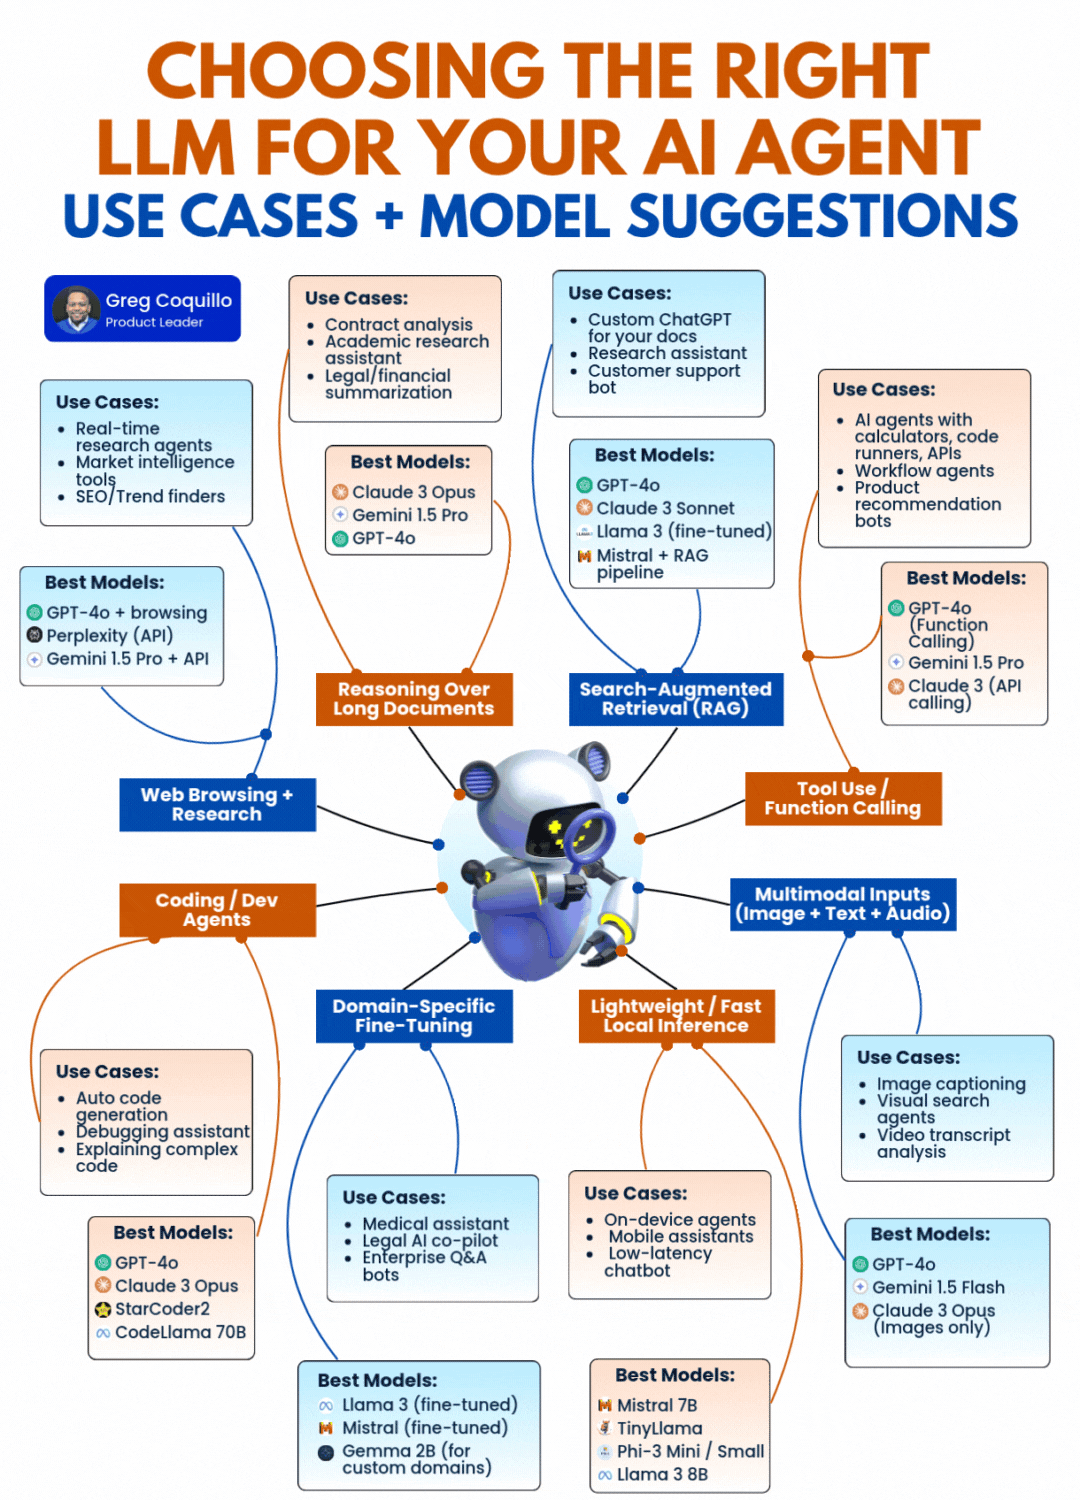 CHOOSING THE RIGHT
LLM FOR YOUR AI AGENT
USE CASES + MODEL SUGGESTIONS
Greg Coquillo
Product Leader
Use Cases:
• Real-time
research agents
• Market intelligence
tools
• SEO/Trend finders
Best Models:
GPT-4o + browsing
Perplexity (API)
Gemini 1.5 Pro + API
Web Browsing +
Research
Use Cases:
• Contract analysis
• Academic research
assistant
• Legal/financial
summarization
Best Models:
Claude 3 Opus
Gemini 1.5 Pro
GPT-4o
Reasoning Over
Long Documents
Use Cases:
• Custom ChatGPT
for your docs
• Research assistant
• Customer support
bot
Best Models:
GPT-4o
Claude 3 Sonnet
Llama 3 (fine-tuned)
Mistral + RAG
pipeline
Search-Augmented
Retrieval (RAG)
Use Cases:
• AI agents with
calculators, code
runners, APIs
• Workflow agents
• Product
recommendation
bots
Best Models:
GPT-4o
(Function
Calling)
Gemini 1.5 Pro
Claude 3 (API
calling)
Tool Use /
Function Calling
Coding / Dev
Agents
Use Cases:
• Auto code
generation
• Debugging assistant
• Explaining complex
code
Best Models:
GPT-4o
Claude 3 Opus
StarCoder2
CodeLlama 70B
Domain-Specific
Fine-Tuning
Use Cases:
• Medical assistant
• Legal AI co-pilot
• Enterprise Q&A
bots
Best Models:
Llama 3 (fine-tuned)
Mistral (fine-tuned)
Gemma 2B (for
custom domains)
Lightweight / Fast
Local Inference
Use Cases:
• On-device agents
• Mobile assistants
• Low-latency
chatbot
Best Models:
Mistral 7B
TinyLlama
Phi-3 Mini / Small
Llama 3 8B
Multimodal Inputs
(Image + Text + Audio)
Use Cases:
• Image captioning
• Visual search
agents
• Video transcript
analysis
Best Models:
GPT-4o
Gemini 1.5 Flash
Claude 3 Opus
(Images only)